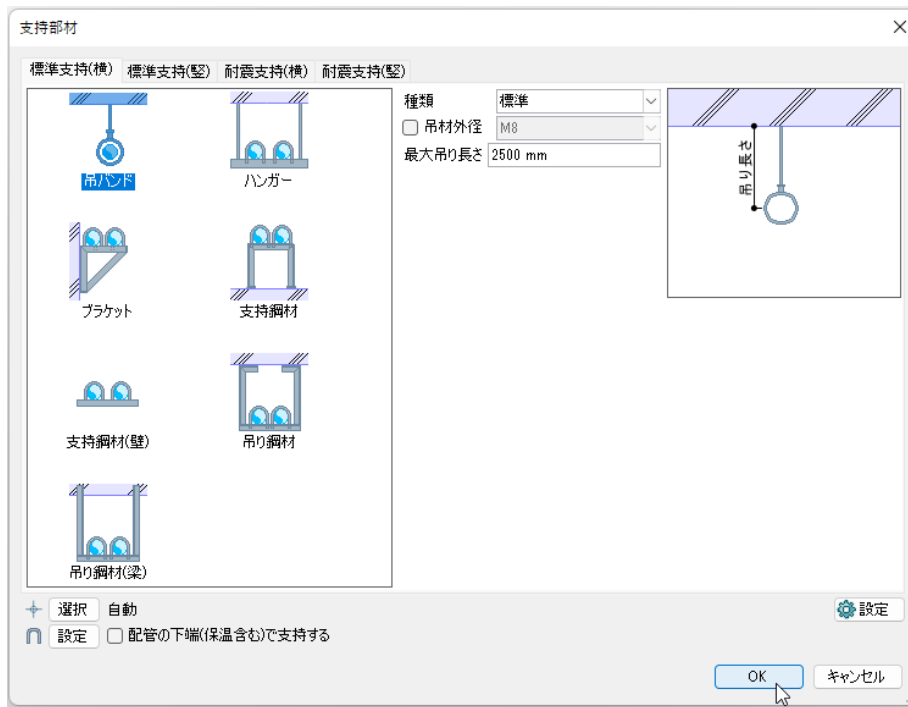 支持部材
標準支持(横) 標準支持(竪) 耐震支持(横) 耐震支持(竪)
吊バンド
ハンガー
ブラケット
支持鋼材
支持鋼材(壁)
吊り鋼材
吊り鋼材(梁)
種類 標準
吊材外径 M8
最大吊り長さ 2500 mm
吊り長さ
選択 自動
設定
設定 配管の下端(保温含む)で支持する
OK キャンセル